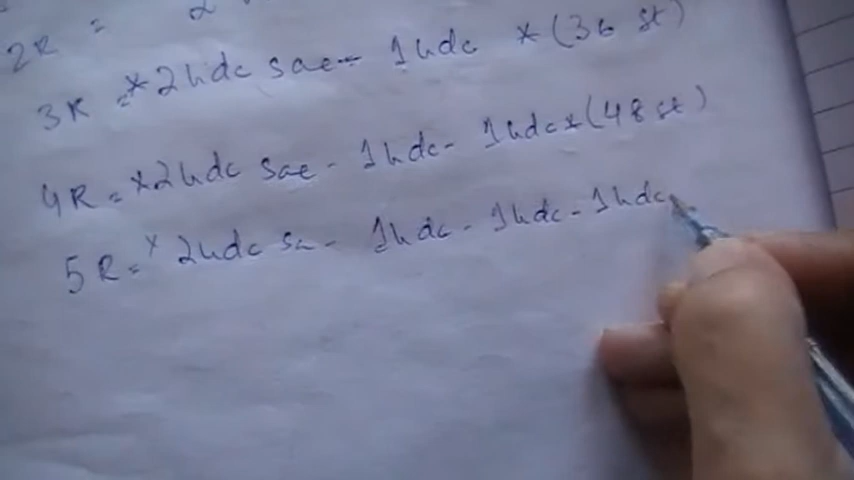 2R = 2
3R = *2hdc sae - 1hdc *(36 st)
4R = *2hdc sae - 1hdc - 1hdc*(48 st)
5R = * 2hdc sa - 1hdc - 1hdc - 1hdc